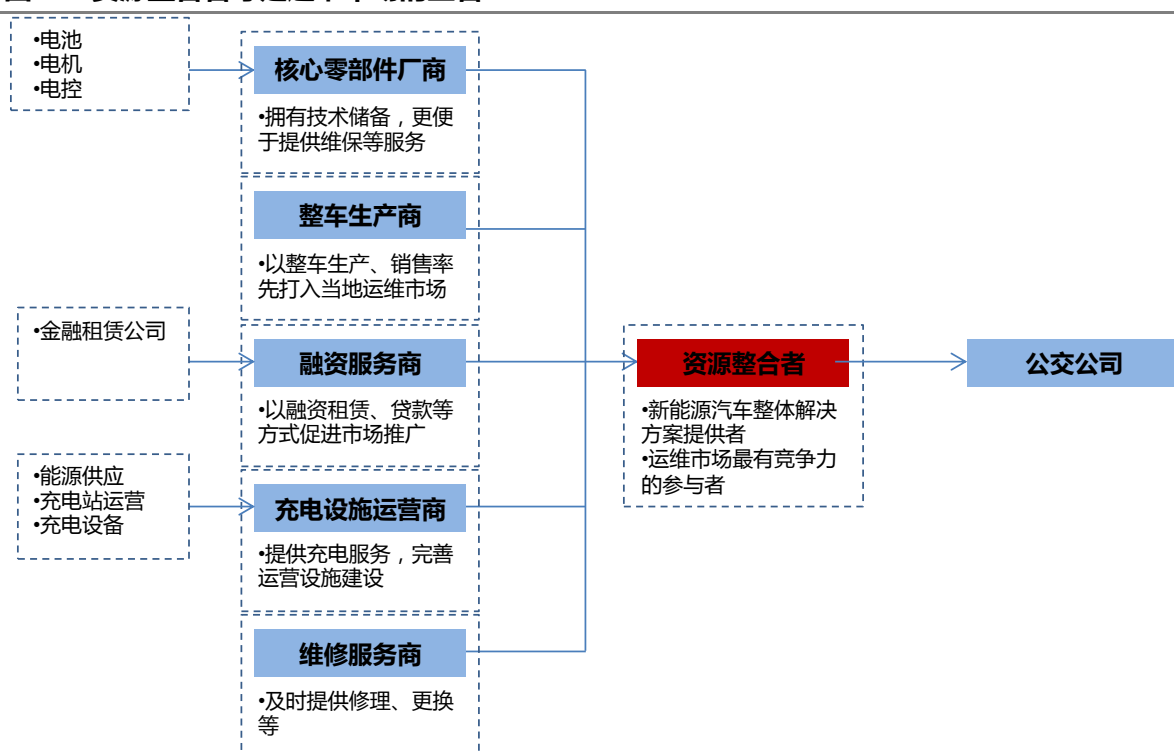 •电池
•电机
•电控
核心零部件厂商
•拥有技术储备，更便
于提供维保等服务
整车生产商
•以整车生产、销售率
先打入当地运维市场
•金融租赁公司
融资服务商
•以融资租赁、贷款等
方式促进市场推广
资源整合者
•新能源汽车整体解决
方案提供者
•运维市场最有竞争力
的参与者
公交公司
•能源供应
•充电站运营
•充电设备
充电设施运营商
•提供充电服务，完善
运营设施建设
维修服务商
•及时提供修理、更换
等